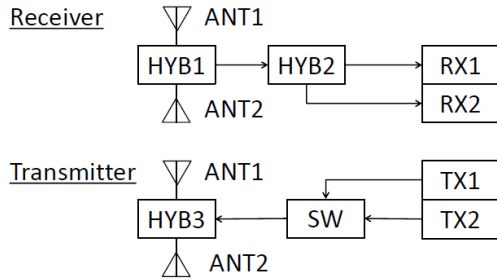 Receiver
ANT1
HYB1
HYB2
RX1
RX2
ANT2
Transmitter
ANT1
TX1
HYB3
SW
TX2
ANT2